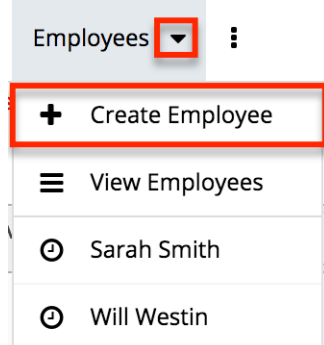 Employees
Create Employee
View Employees
Sarah Smith
Will Westin